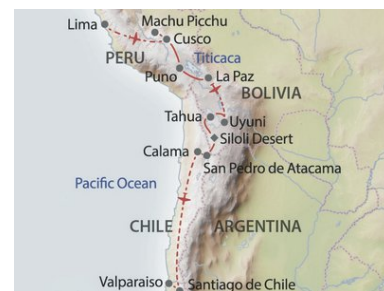 Lima
Machu Picchu
Cusco
PERU
Titicaca
Puno
La Paz
BOLIVIA
Tahua
Uyuni
Siloli Desert
Calama
San Pedro de Atacama
Pacific Ocean
CHILE
ARGENTINA
Valparaiso
Santiago de Chile